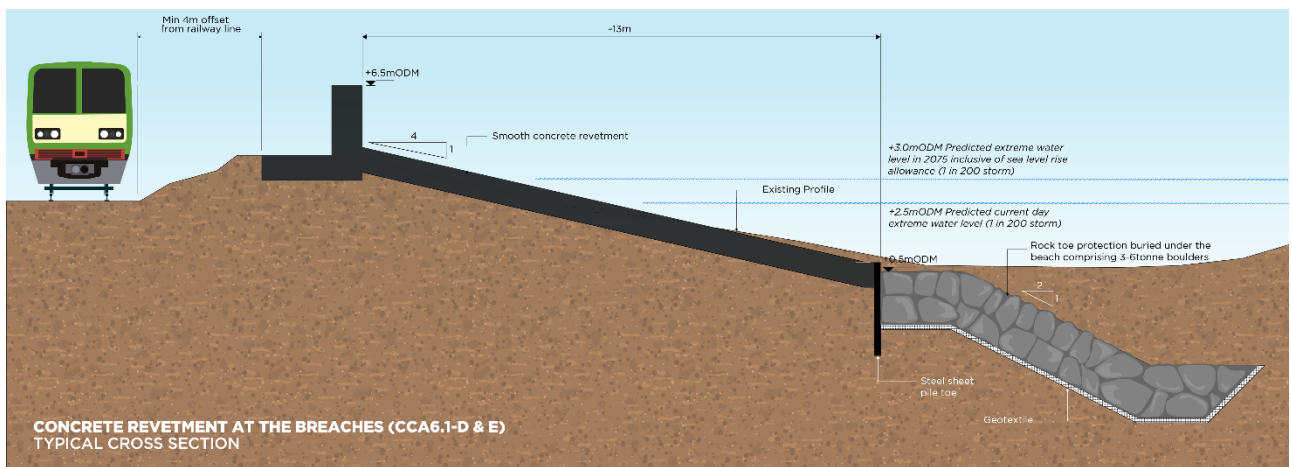 Min 4m offset
from railway line
~13m
+6.5mODM
4
1
Smooth concrete revetment
+3.0mODM Predicted extreme water
level in 2075 inclusive of sea level rise
allowance (1 in 200 storm)
Existing Profile
+2.5mODM Predicted current day
extreme water level (1 in 200 storm)
Rock toe protection buried under the
beach comprising 3-6tonne boulders
+0.5mODM
2
1
Steel sheet
pile toe
Geotextile
CONCRETE REVETMENT AT THE BREACHES (CCA6.1-D & E)
TYPICAL CROSS SECTION